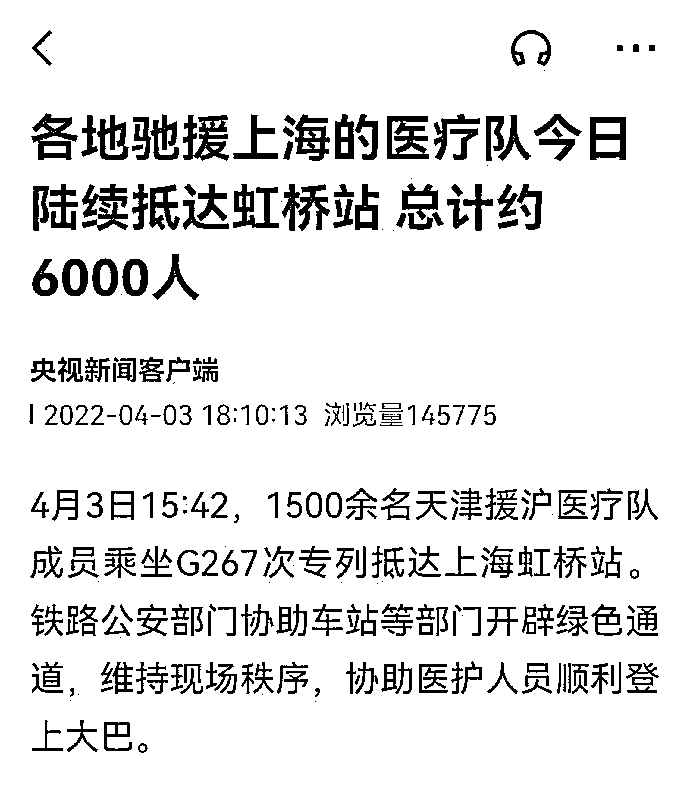 各地驰援上海的医疗队今日
陆续抵达虹桥站 总计约
6000人
央视新闻客户端
2022-04-03 18:10:13 浏览量145775
4月3日15:42，1500余名天津援沪医疗队
成员乘坐G267次专列抵达上海虹桥站。
铁路公安部门协助车站等部门开辟绿色通
道，维持现场秩序，协助医护人员顺利登
上大巴。